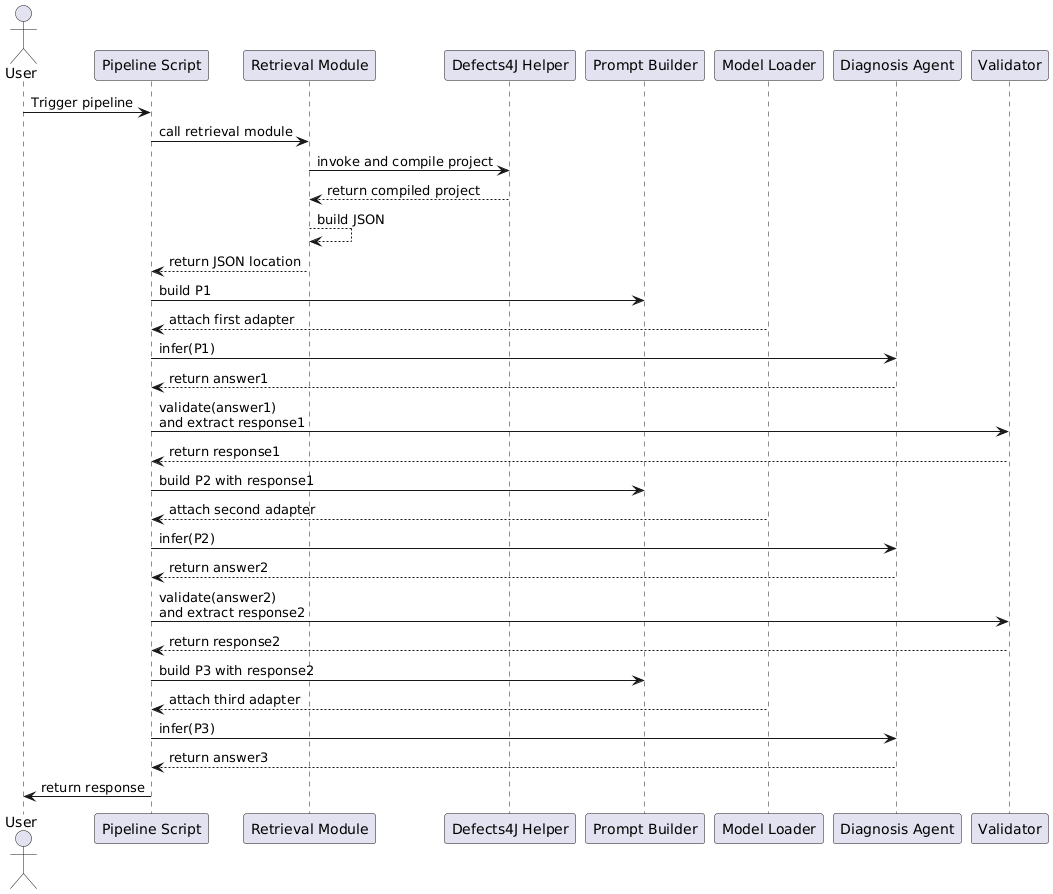 User
Pipeline Script
Retrieval Module
Defects4J Helper
Prompt Builder
Model Loader
Diagnosis Agent
Validator
Trigger pipeline
call retrieval module
invoke and compile project
return compiled project
build JSON
return JSON location
build P1
attach first adapter
infer(P1)
return answer1
validate(answer1)
and extract response1
return response1
build P2 with response1
attach second adapter
infer(P2)
return answer2
validate(answer2)
and extract response2
return response2
build P3 with response2
attach third adapter
infer(P3)
return answer3
return response
User
Pipeline Script
Retrieval Module
Defects4J Helper
Prompt Builder
Model Loader
Diagnosis Agent
Validator